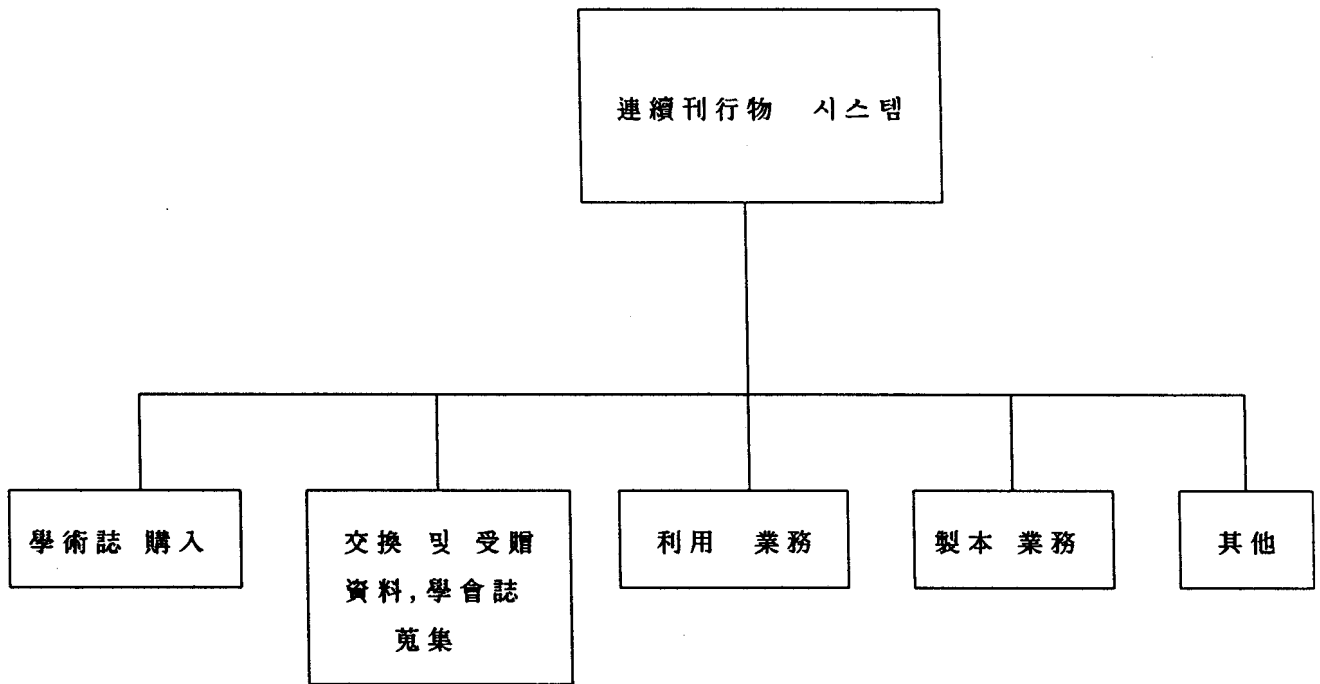 連續刊行物 시스템
學術誌 購入
交換 및 受贈
資料, 學會誌
蒐集
利用 業務
製本 業務
其他